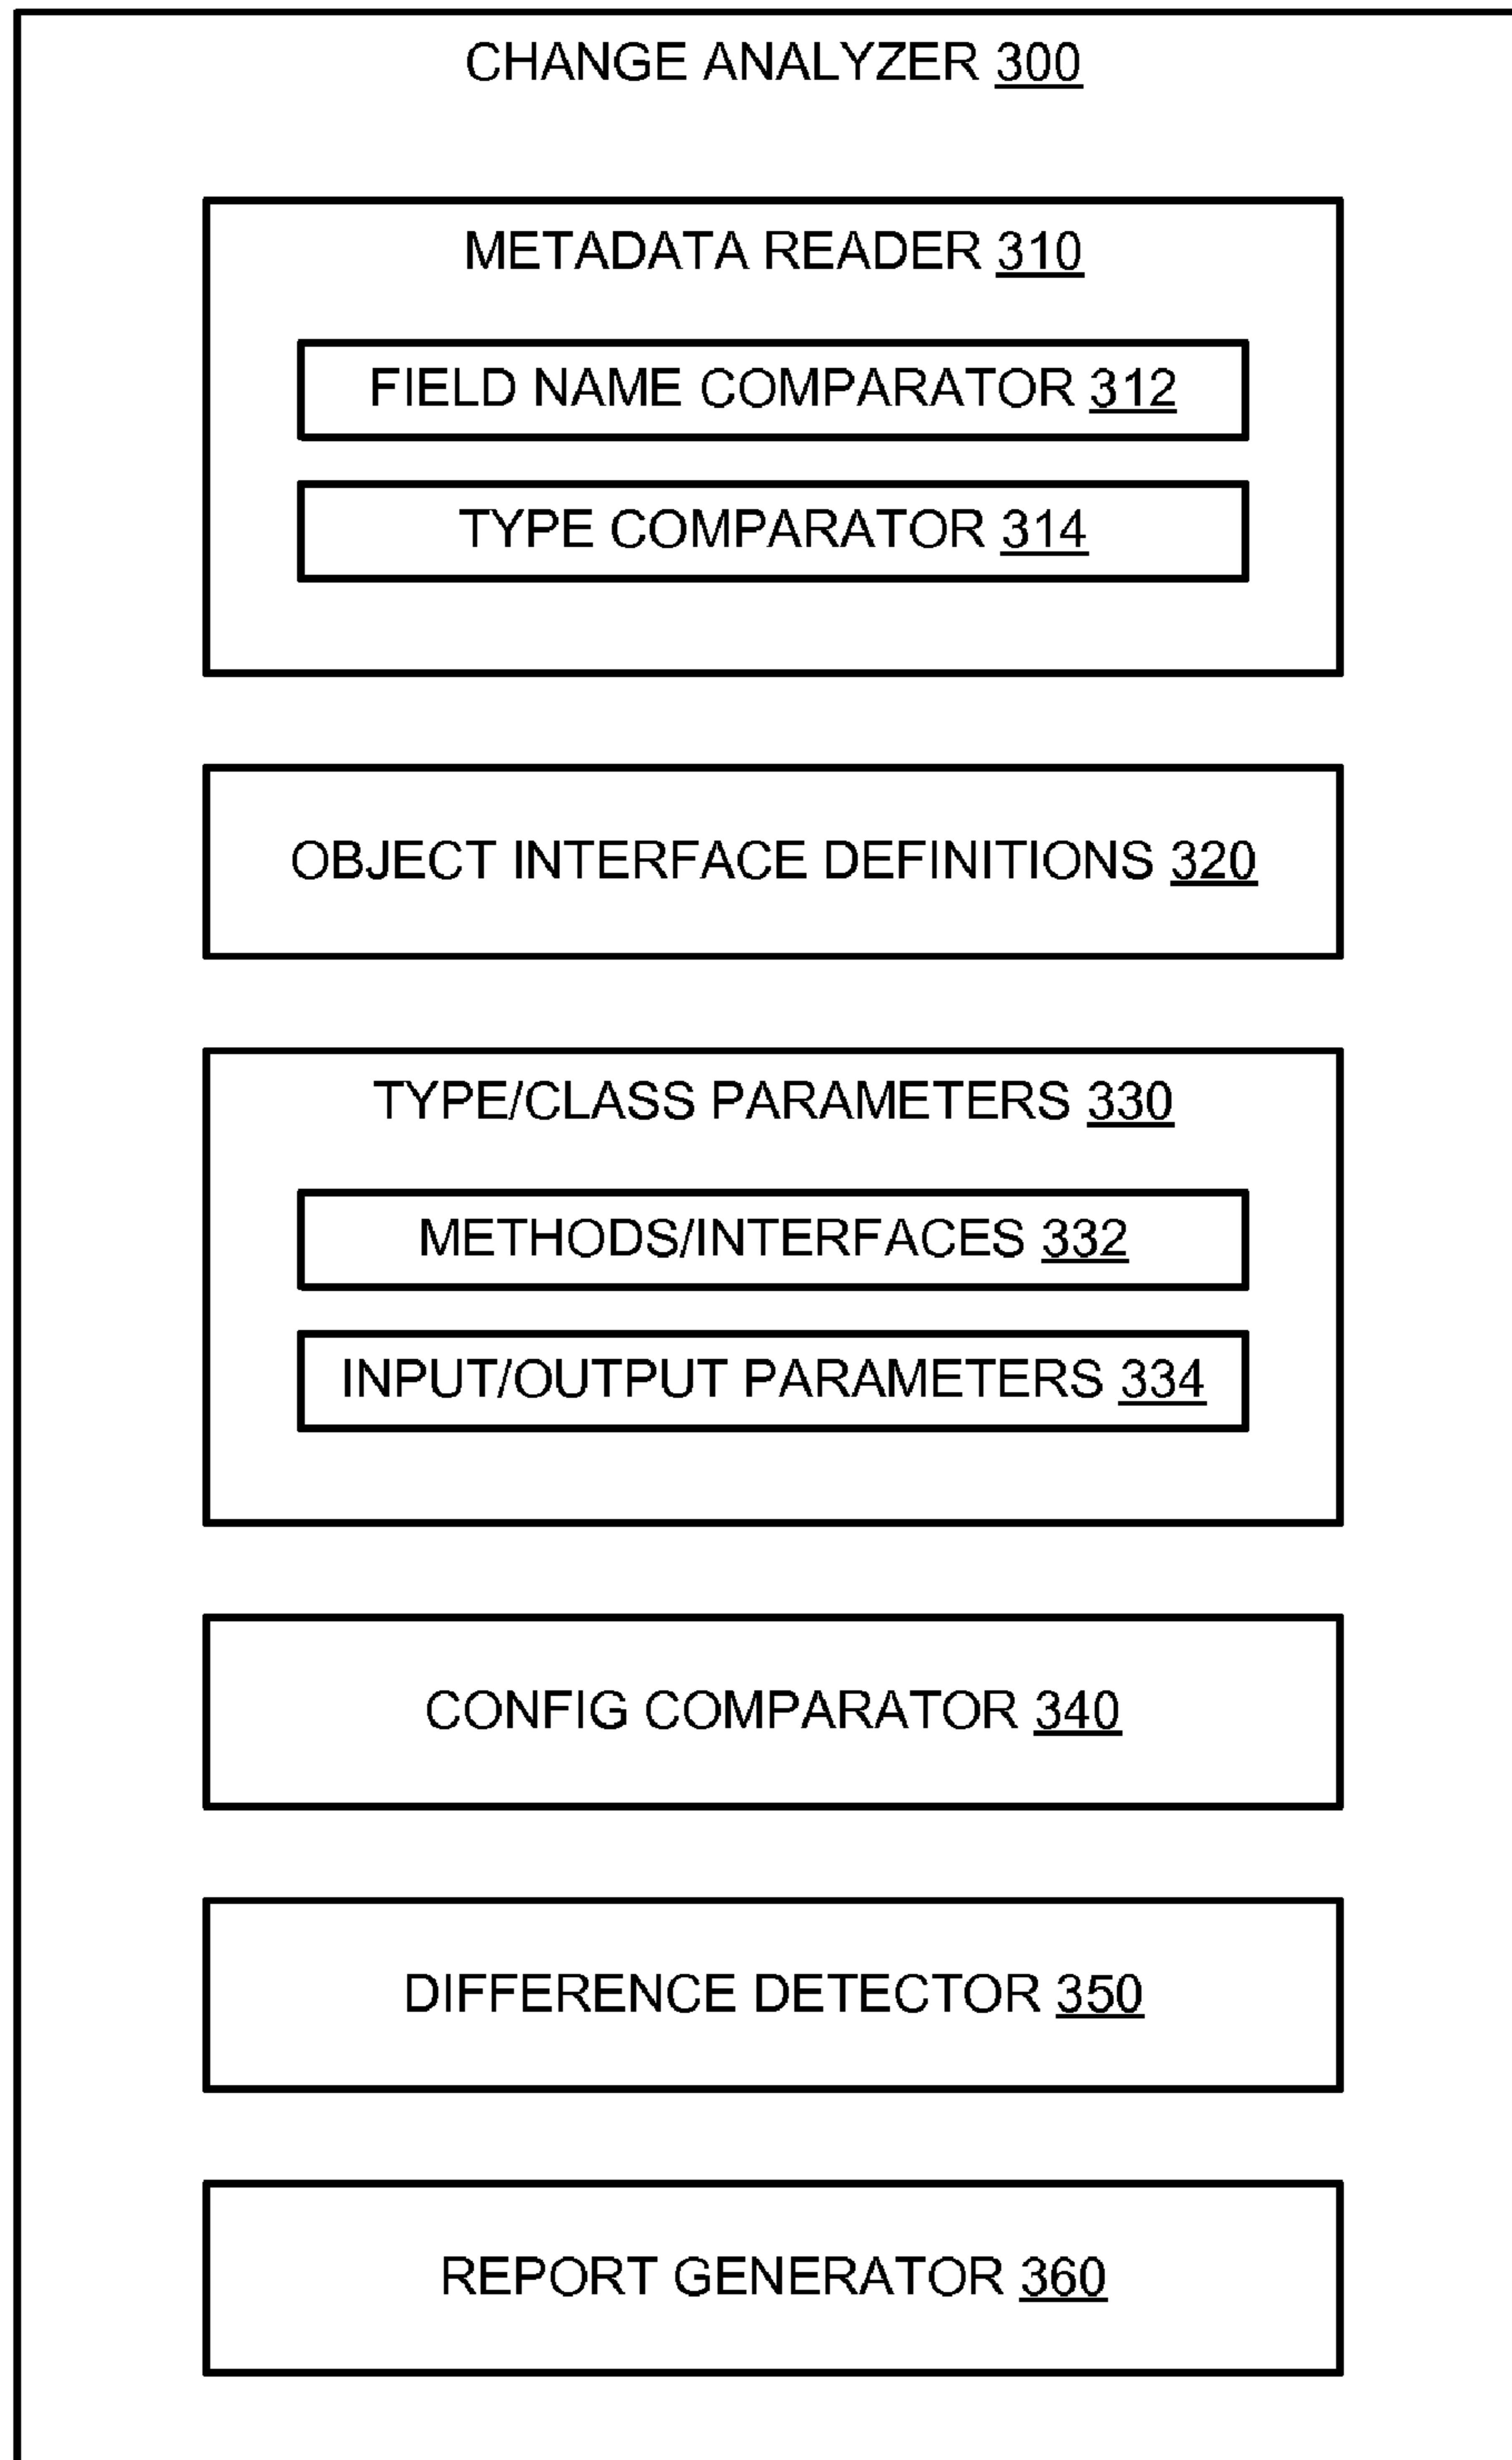 CHANGE ANALYZER 300
METADATA READER 310
FIELD NAME COMPARATOR 312
TYPE COMPARATOR 314
OBJECT INTERFACE DEFINITIONS 320
TYPE/CLASS PARAMETERS 330
METHODS/INTERFACES 332
INPUT/OUTPUT PARAMETERS 334
CONFIG COMPARATOR 340
DIFFERENCE DETECTOR 350
REPORT GENERATOR 360